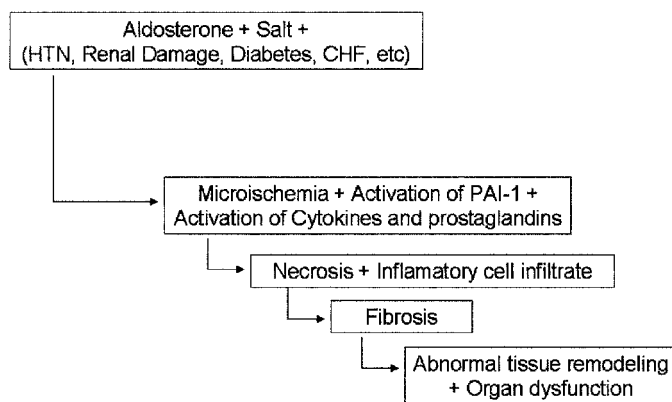 Aldosterone + Salt +
(HTN, Renal Damage, Diabetes, CHF, etc)
Microischemia + Activation of PAI-1 +
Activation of Cytokines and prostaglandins
Necrosis + Inflamatory cell infiltrate
Fibrosis
Abnormal tissue remodeling
+ Organ dysfunction